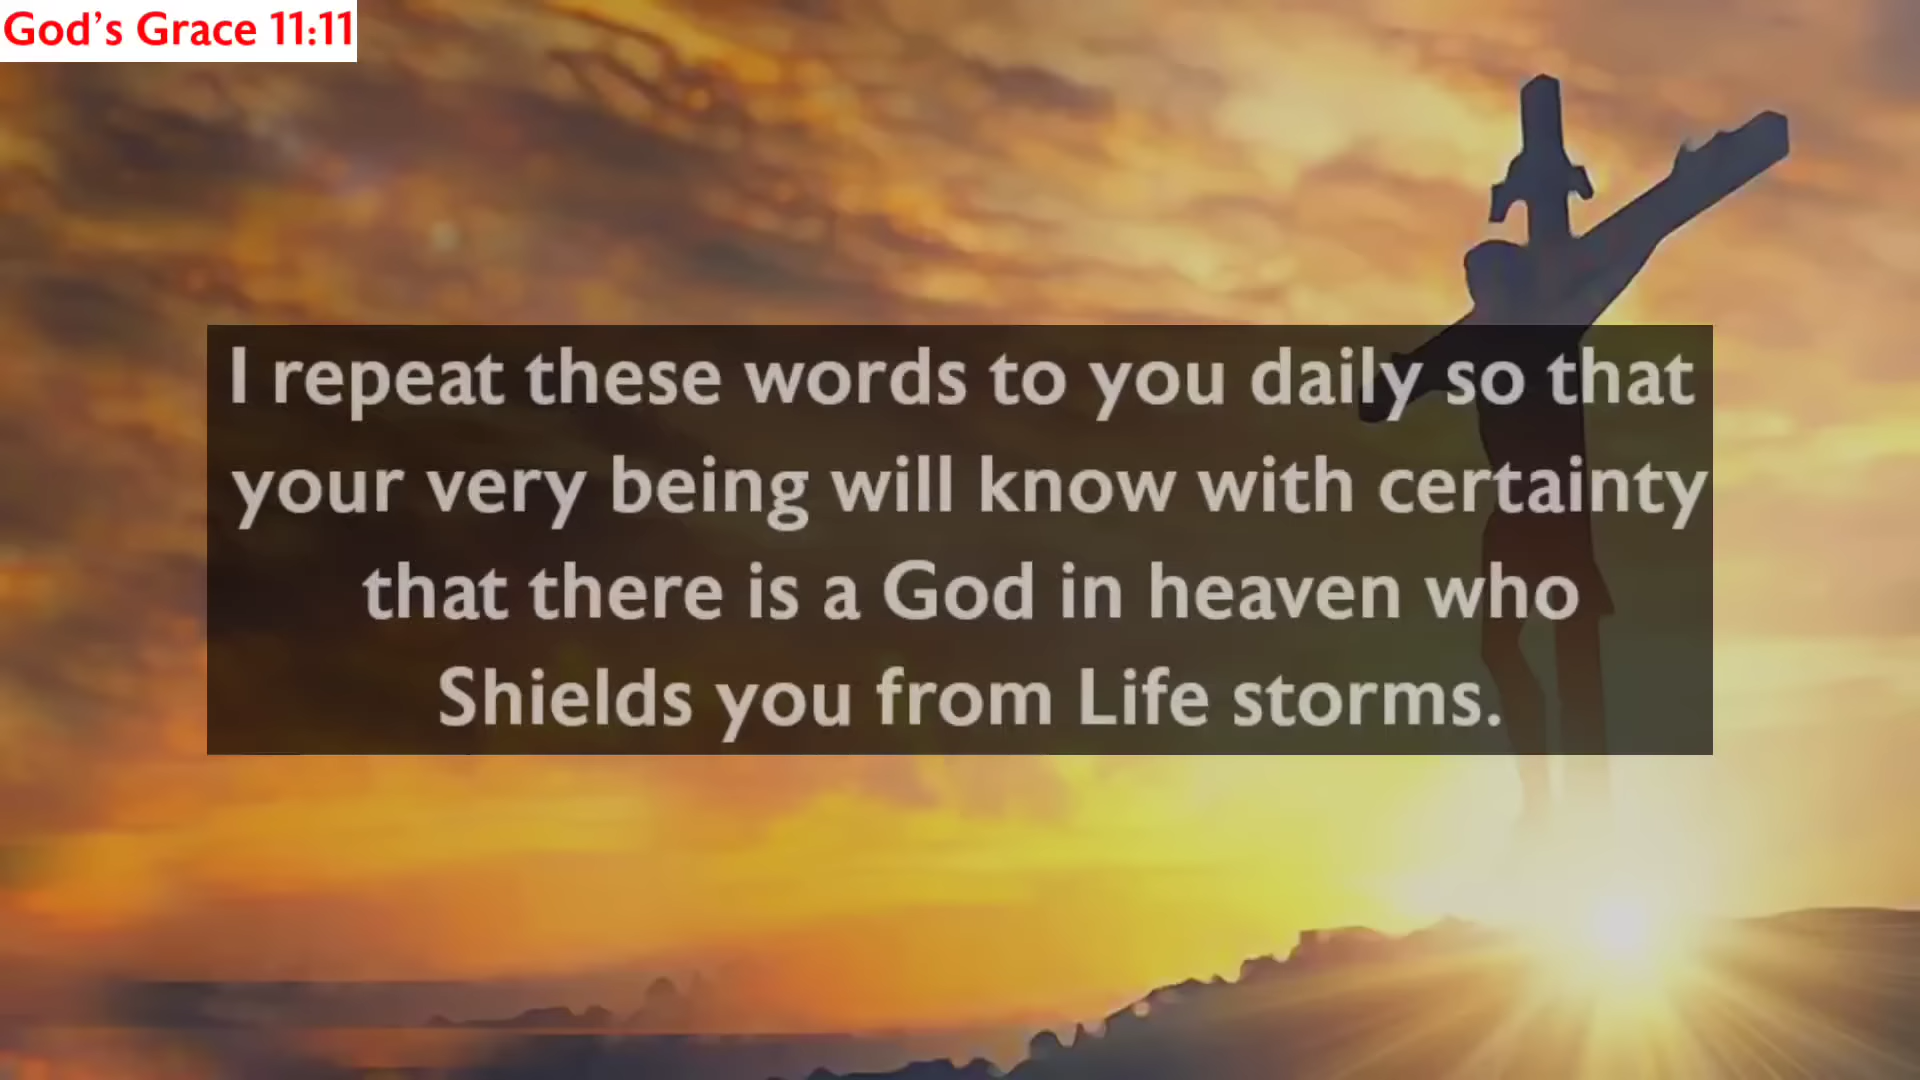 God’s Grace 11:11
I repeat these words to you daily so that
your very being will know with certainty
that there is a God in heaven who
Shields you from Life storms.